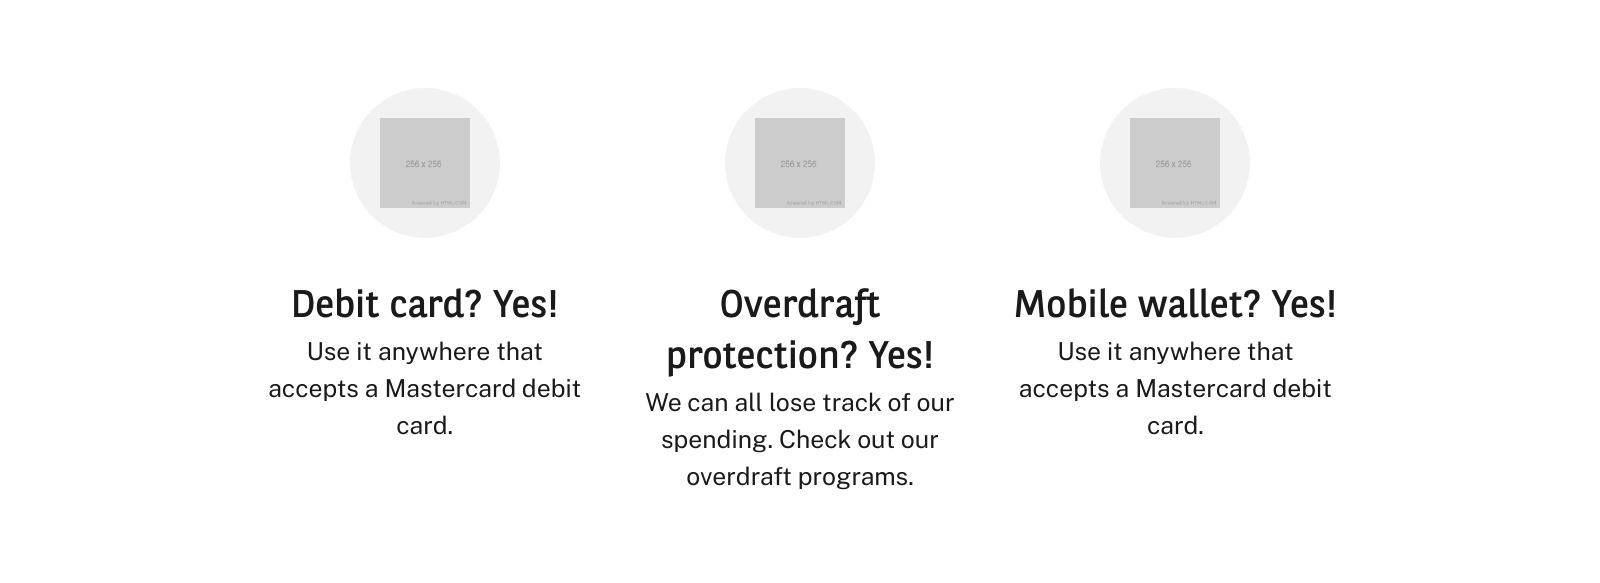 256 x 256
Powered by HTML.COM
256 x 256
Powered by HTML.COM
256 x 256
Powered by HTML.COM
Debit card? Yes!
Use it anywhere that
accepts a Mastercard debit
card.
Overdraft
protection? Yes!
We can all lose track of our
spending. Check out our
overdraft programs.
Mobile wallet? Yes!
Use it anywhere that
accepts a Mastercard debit
card.